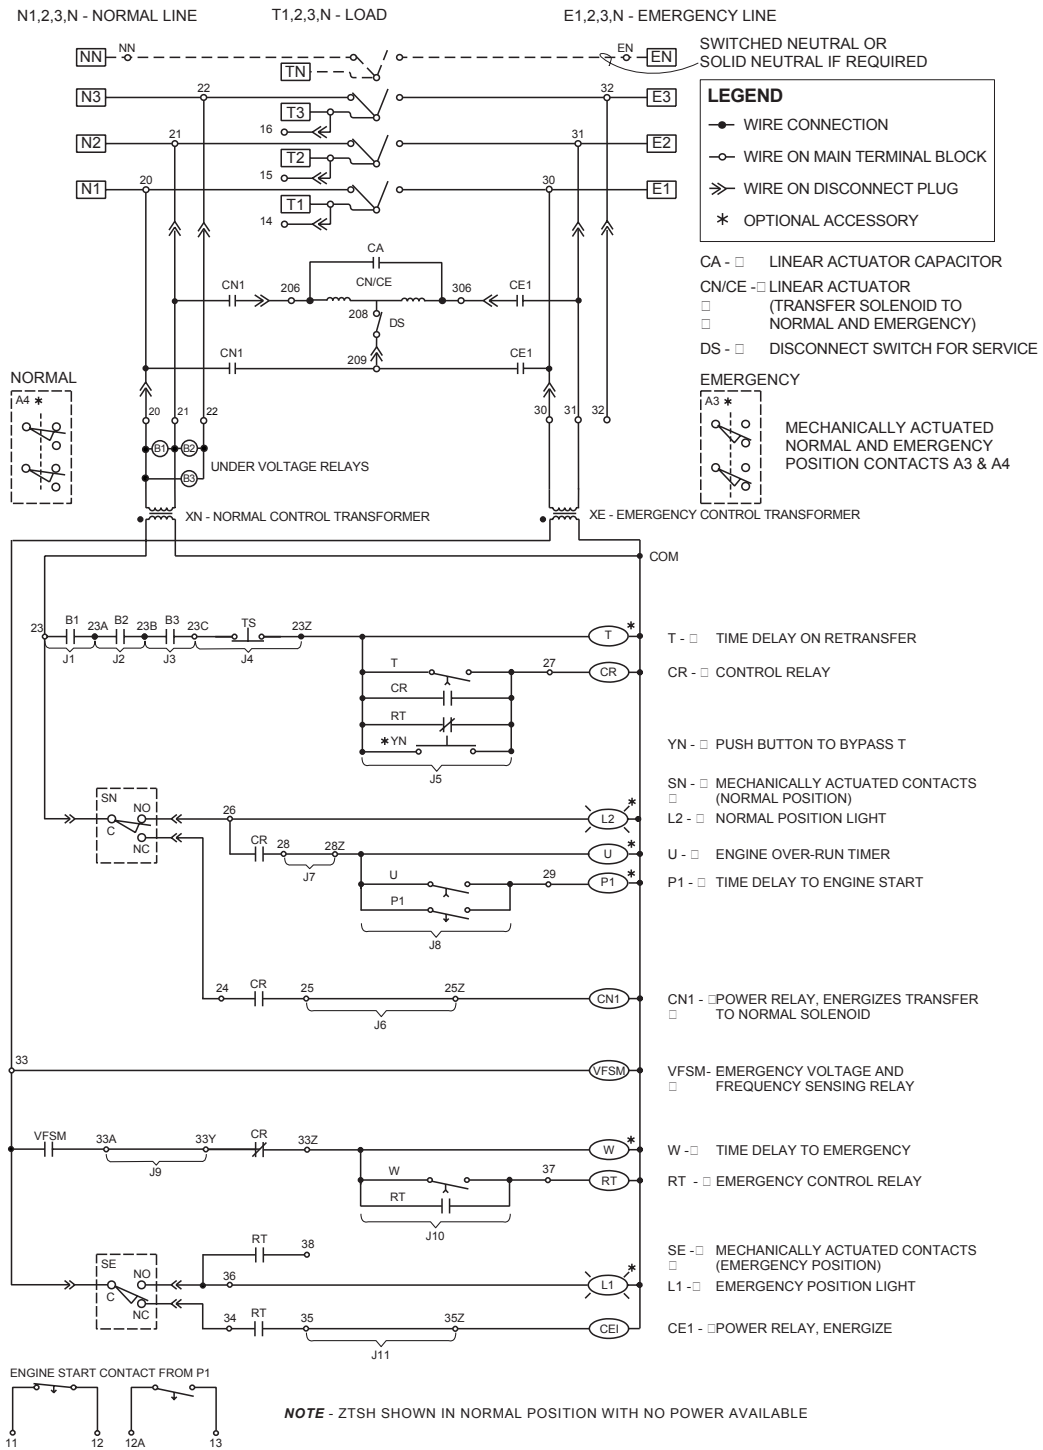 N1,2,3,N - NORMAL LINE
T1,2,3,N - LOAD
E1,2,3,N - EMERGENCY LINE
NN
NN
TN
EN
EN
SWITCHED NEUTRAL OR
SOLID NEUTRAL IF REQUIRED
N3
22
T3
16
32
E3
N2
21
T2
15
31
E2
N1
20
T1
14
30
E1
LEGEND
WIRE CONNECTION
WIRE ON MAIN TERMINAL BLOCK
WIRE ON DISCONNECT PLUG
* OPTIONAL ACCESSORY
CA
CN1
206
CN/CE
306
CE1
208
DS
CN1
209
CE1
CA - □ LINEAR ACTUATOR CAPACITOR
CN/CE -□ LINEAR ACTUATOR
□ (TRANSFER SOLENOID TO
□ NORMAL AND EMERGENCY)
DS - □ DISCONNECT SWITCH FOR SERVICE
NORMAL
A4 *
20
21
22
30
31
32
B1
B2
B3
UNDER VOLTAGE RELAYS
EMERGENCY
A3 *
MECHANICALLY ACTUATED
NORMAL AND EMERGENCY
POSITION CONTACTS A3 & A4
XN - NORMAL CONTROL TRANSFORMER
XE - EMERGENCY CONTROL TRANSFORMER
COM
23
B1
23A
B2
23B
B3
23C
TS
23Z
T
*
J1
J2
J3
J4
T - □ TIME DELAY ON RETRANSFER
T
27
CR
CR - □ CONTROL RELAY
CR
RT
*YN
J5
YN - □ PUSH BUTTON TO BYPASS T
SN
NO
C
NC
SN - □ MECHANICALLY ACTUATED CONTACTS
□ (NORMAL POSITION)
26
L2
*
L2 - □ NORMAL POSITION LIGHT
CR
28
28Z
J7
U
*
U - □ ENGINE OVER-RUN TIMER
U
29
P1
*
P1 - □ TIME DELAY TO ENGINE START
P1
J8
24
CR
25
25Z
J6
CN1
CN1 - □POWER RELAY, ENERGIZES TRANSFER
□ TO NORMAL SOLENOID
33
VFSM
VFSM- EMERGENCY VOLTAGE AND
□ FREQUENCY SENSING RELAY
VFSM
33A
33Y
J9
CR
33Z
W
*
W -□ TIME DELAY TO EMERGENCY
W
37
RT
RT - □ EMERGENCY CONTROL RELAY
RT
J10
RT
38
SE
NO
C
NC
SE -□ MECHANICALLY ACTUATED CONTACTS
□ (EMERGENCY POSITION)
36
L1
*
L1 -□ EMERGENCY POSITION LIGHT
34
RT
35
35Z
J11
CEI
CE1 - □POWER RELAY, ENERGIZE
ENGINE START CONTACT FROM P1
11
12
12A
13
NOTE - ZTSH SHOWN IN NORMAL POSITION WITH NO POWER AVAILABLE